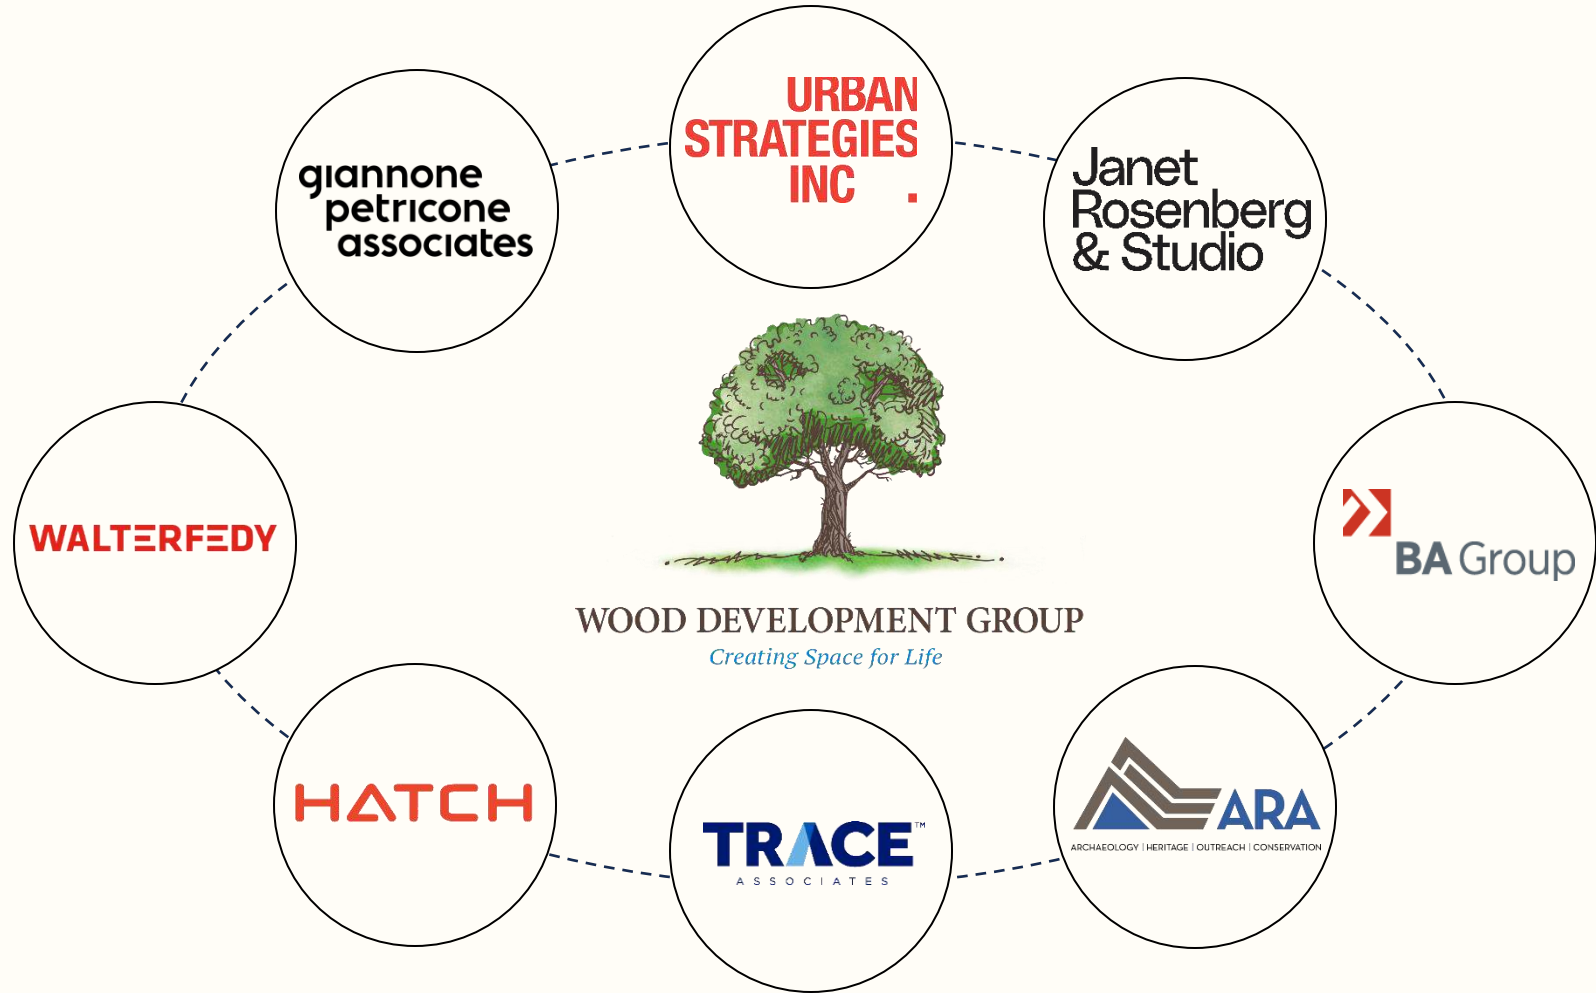 URBAN
STRATEGIES
INC .
giannone
petricone
associates
Janet
Rosenberg
& Studio
WALTERFEDY
WOOD DEVELOPMENT GROUP
Creating Space for Life
BA Group
HATCH
TRACE™
ASSOCIATES
ARA
ARCHAEOLOGY | HERITAGE | OUTREACH | CONSERVATION